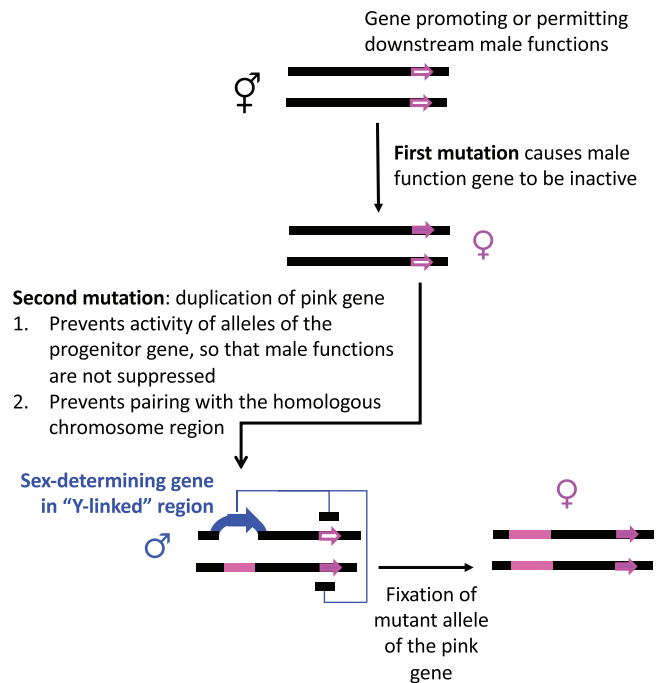 Gene promoting or permitting
downstream male functions
First mutation causes male
function gene to be inactive
Second mutation: duplication of pink gene
1. Prevents activity of alleles of the
progenitor gene, so that male functions
are not suppressed
2. Prevents pairing with the homologous
chromosome region
Sex-determining gene
in “Y-linked” region
Fixation of
mutant allele
of the pink
gene